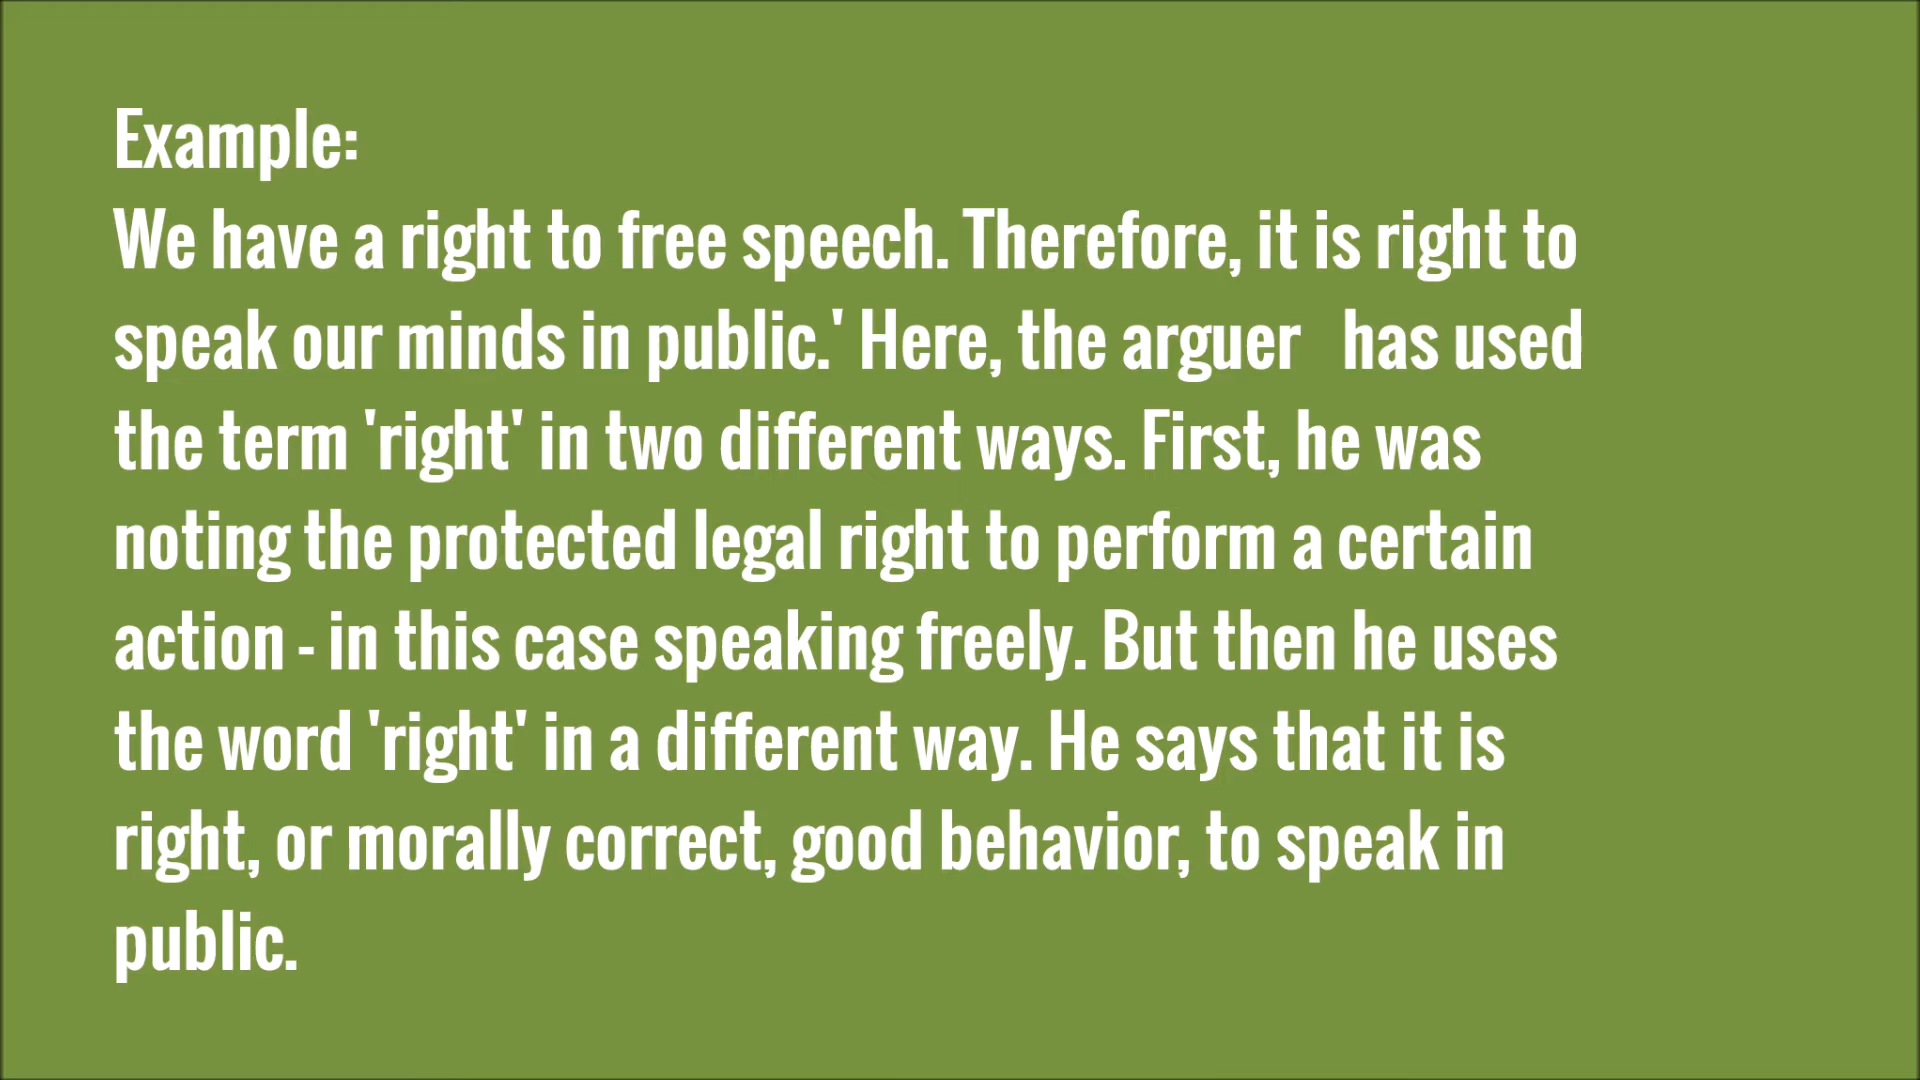 Example:
We have a right to free speech. Therefore, it is right to
speak our minds in public.' Here, the arguer   has used
the term 'right' in two different ways. First, he was
noting the protected legal right to perform a certain
action - in this case speaking freely. But then he uses
the word 'right' in a different way. He says that it is
right, or morally correct, good behavior, to speak in
public.